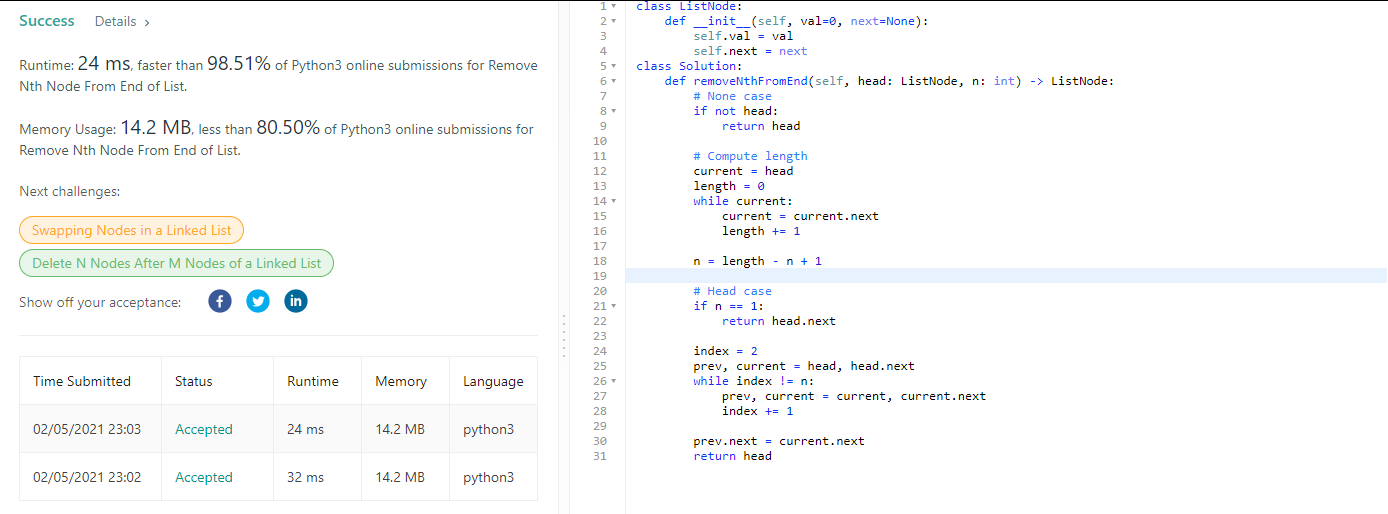 Success Details >
Runtime: 24 ms, faster than 98.51% of Python3 online submissions for Remove
Nth Node From End of List.
Memory Usage: 14.2 MB, less than 80.50% of Python3 online submissions for
Remove Nth Node From End of List.
Next challenges:
Swapping Nodes in a Linked List
Delete N Nodes After M Nodes of a Linked List
Show off your acceptance: f in
Time Submitted Status Runtime Memory Language
02/05/2021 23:03 Accepted 24 ms 14.2 MB python3
02/05/2021 23:02 Accepted 32 ms 14.2 MB python3
1 class ListNode:
2     def __init__(self, val=0, next=None):
3         self.val = val
4         self.next = next
5 class Solution:
6     def removeNthFromEnd(self, head: ListNode, n: int) -> ListNode:
7         # None case
8         if not head:
9             return head
10
11         # Compute length
12         current = head
13         length = 0
14         while current:
15             current = current.next
16             length += 1
17
18         n = length - n + 1
19
20         # Head case
21         if n == 1:
22             return head.next
23
24         index = 2
25         prev, current = head, head.next
26         while index != n:
27             prev, current = current, current.next
28             index += 1
29
30         prev.next = current.next
31         return head